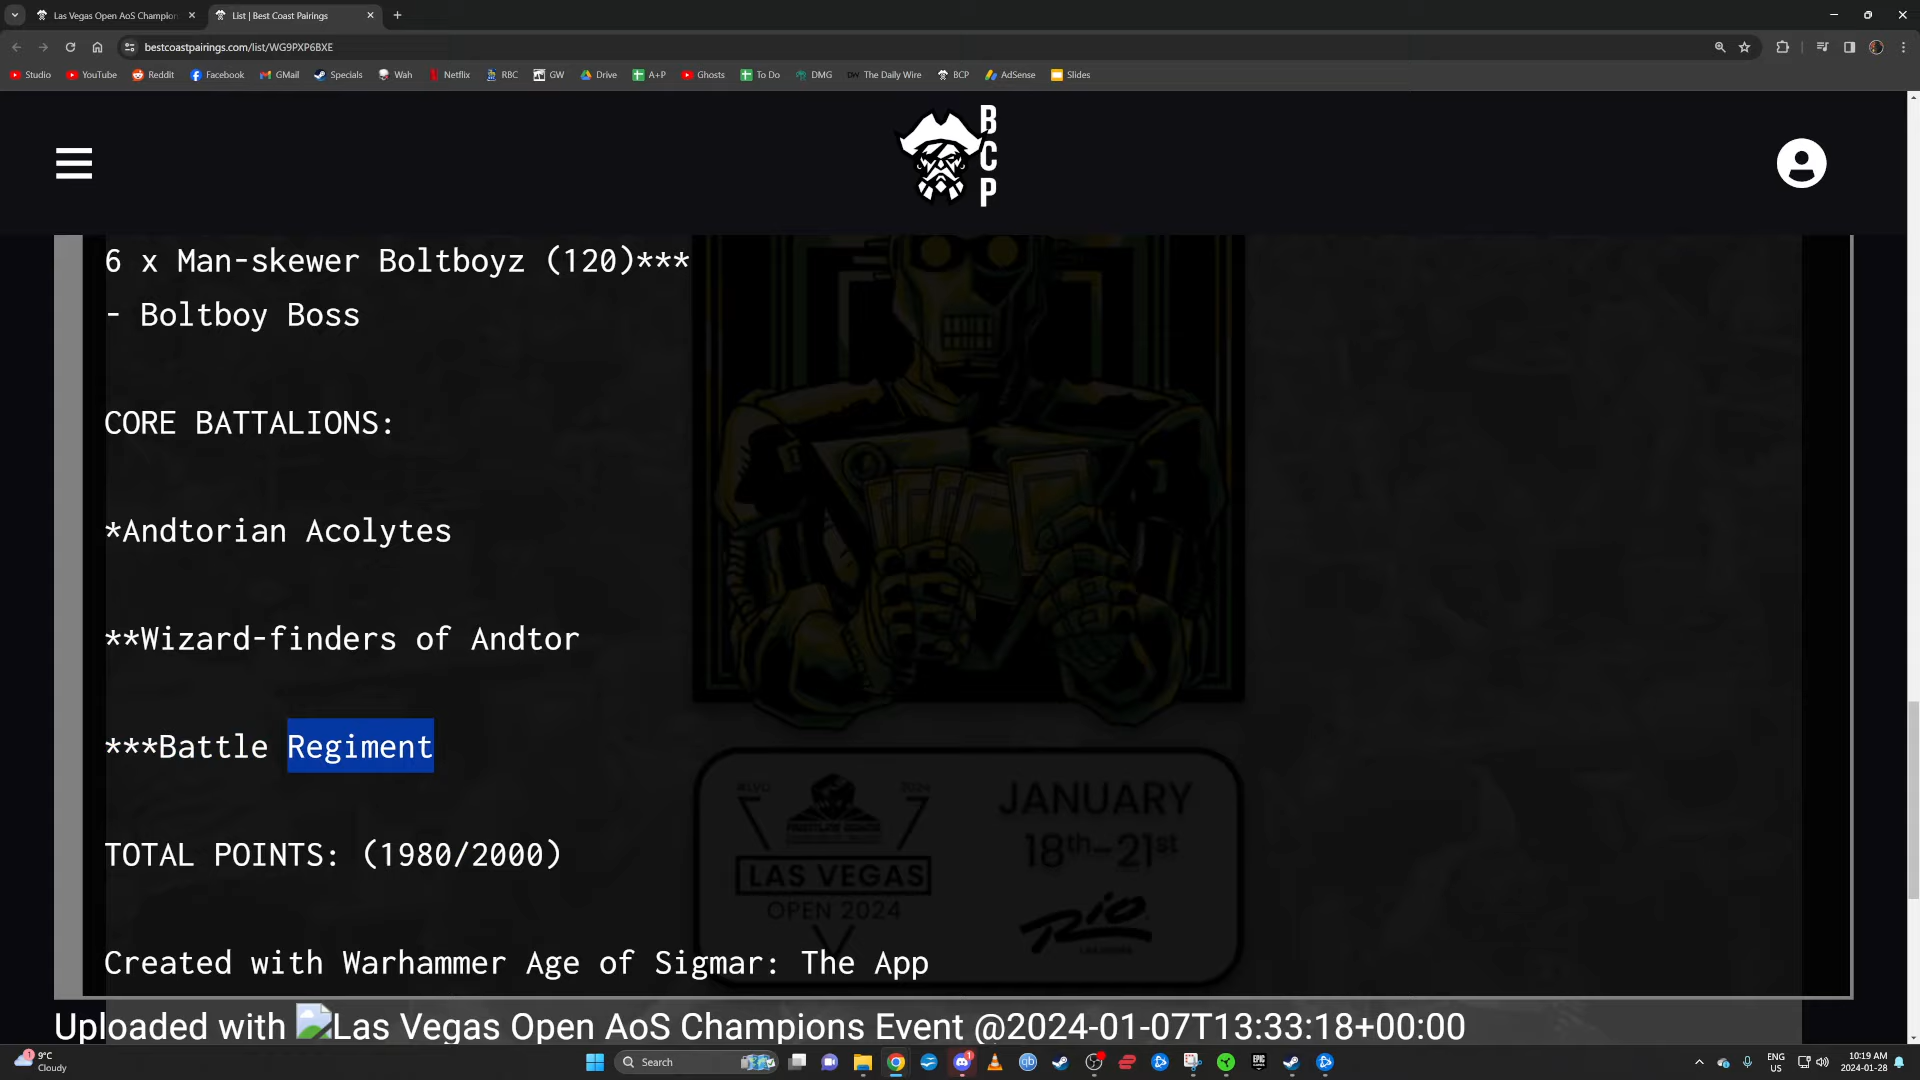 Las Vegas Open AoS Champion
List | Best Coast Pairings
bestcoastpairings.com/list/WG9PXP6BXE
Studio YouTube Reddit Facebook GMail Specials Wah Netflix RBC GW Drive A+P Ghosts To Do DMG The Daily Wire BCP AdSense Slides
BCP
6 x Man-skewer Boltboyz (120)***
- Boltboy Boss
CORE BATTALIONS:
*Andtorian Acolytes
**Wizard-finders of Andtor
***Battle Regiment
JANUARY
18th-21st
LAS VEGAS
OPEN 2024
Rio
TOTAL POINTS: (1980/2000)
Created with Warhammer Age of Sigmar: The App
Uploaded with Las Vegas Open AoS Champions Event @2024-01-07T13:33:18+00:00
9°C
Cloudy
Search
ENG
US
10:19 AM
2024-01-28